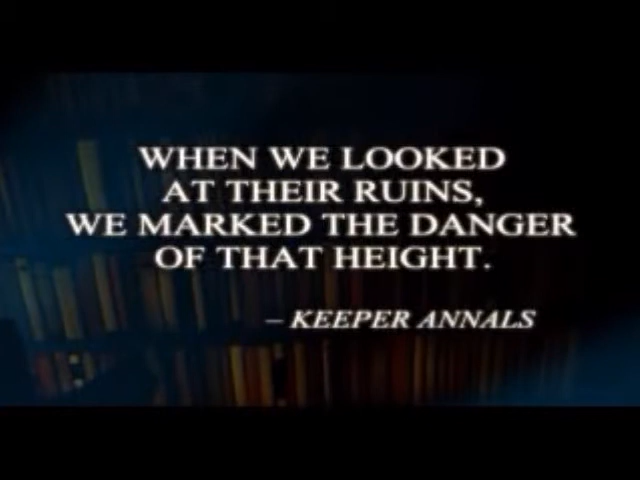 WHEN WE LOOKED
AT THEIR RUINS,
WE MARKED THE DANGER
OF THAT HEIGHT.
– KEEPER ANNALS